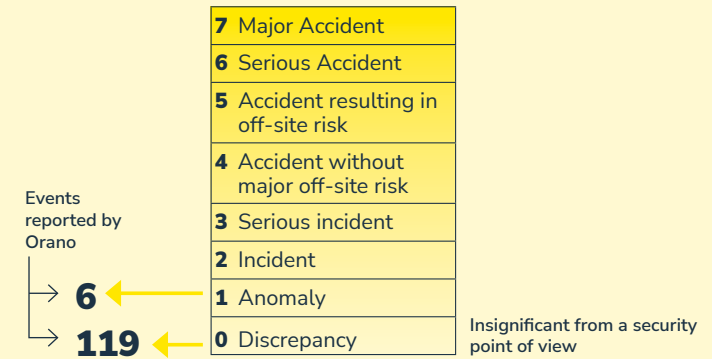 7 Major Accident
6 Serious Accident
5 Accident resulting in
off-site risk
4 Accident without
major off-site risk
3 Serious incident
2 Incident
1 Anomaly
0 Discrepancy
Events
reported by
Orano
6
119
Insignificant from a security
point of view